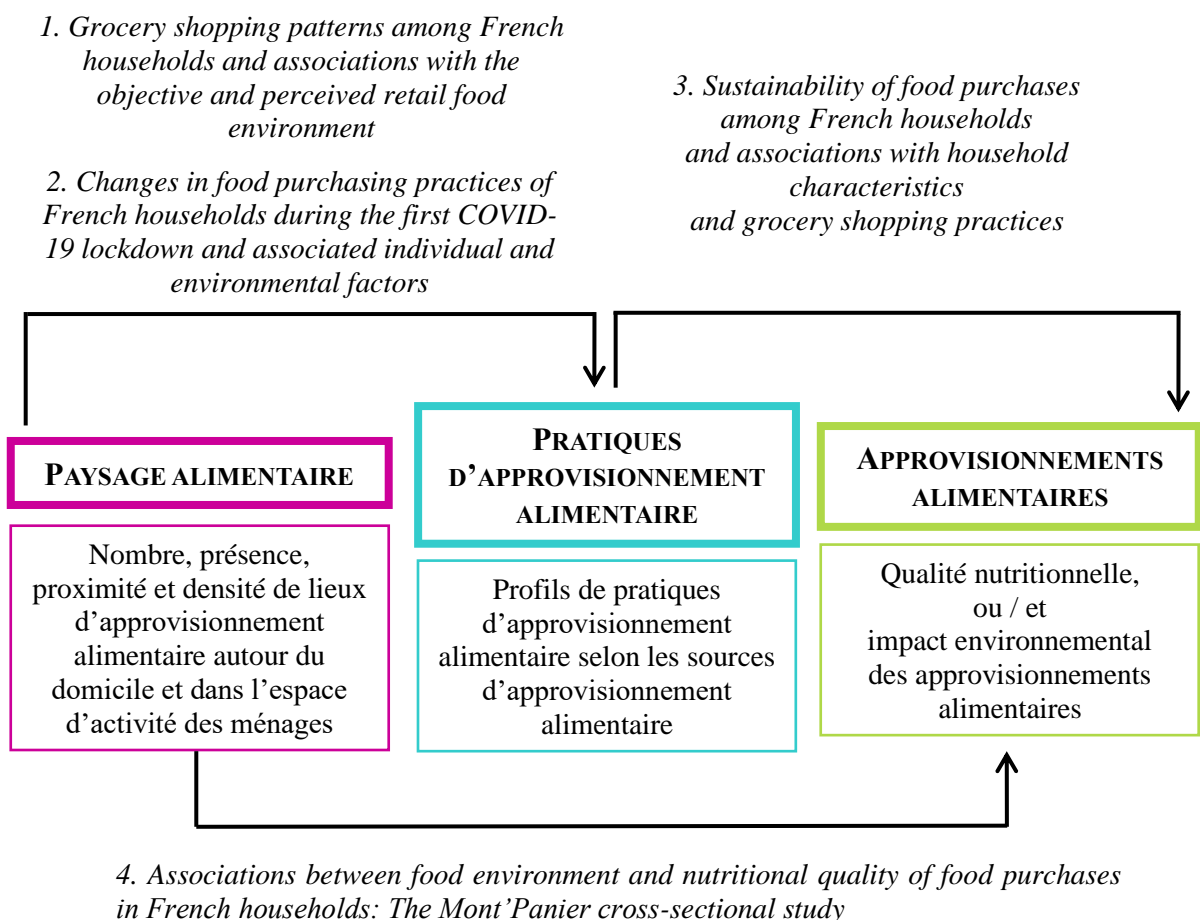 1. Grocery shopping patterns among French
households and associations with the
objective and perceived retail food
environment
2. Changes in food purchasing practices of
French households during the first COVID-
19 lockdown and associated individual and
environmental factors
3. Sustainability of food purchases
among French households
and associations with household
characteristics
and grocery shopping practices
PAYSAGE ALIMENTAIRE
Nombre, présence,
proximité et densité de lieux
d’approvisionnement
alimentaire autour du
domicile et dans l’espace
d’activité des ménages
PRATIQUES
D’APPROVISIONNEMENT
ALIMENTAIRE
Profils de pratiques
d’approvisionnement
alimentaire selon les sources
d’approvisionnement
alimentaire
APPROVISIONNEMENTS
ALIMENTAIRES
Qualité nutritionnelle,
ou / et
impact environnemental
des approvisionnements
alimentaires
4. Associations between food environment and nutritional quality of food purchases
in French households: The Mont’Panier cross-sectional study